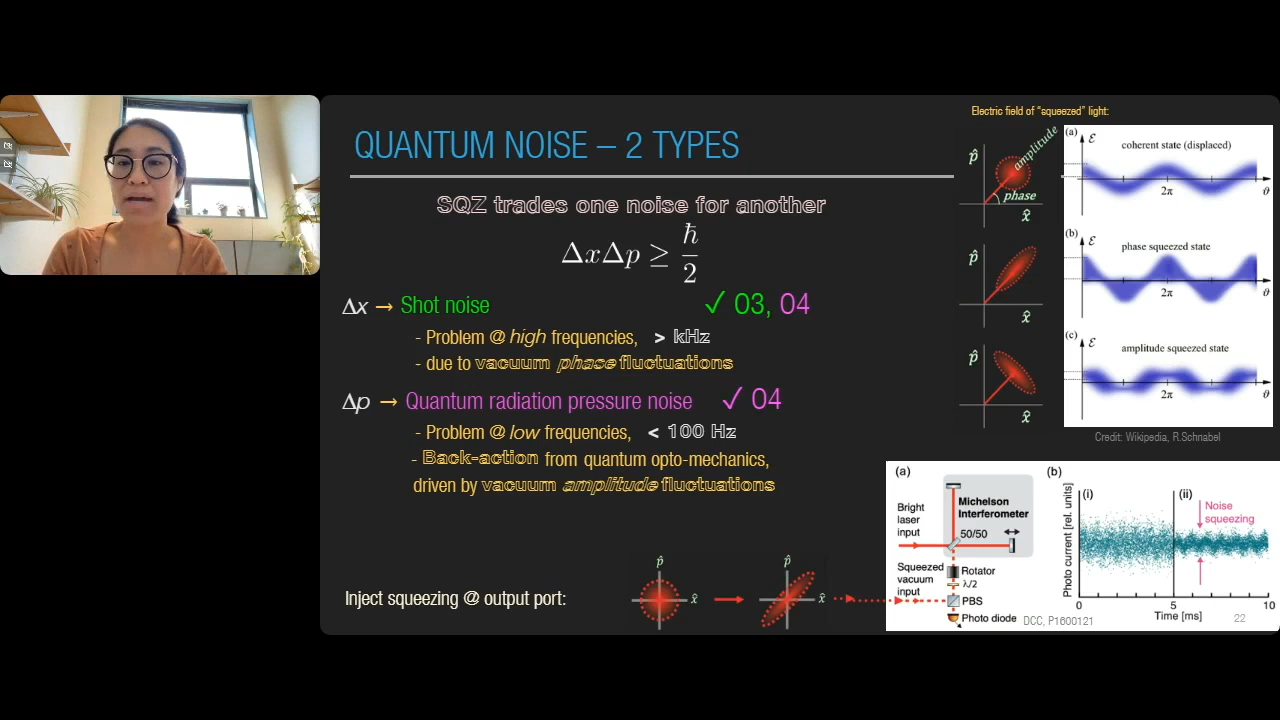 QUANTUM NOISE – 2 TYPES
SQZ trades one noise for another
ΔxΔp ≥ ħ/2
Δx → Shot noise ✓ O3, O4
- Problem @ high frequencies, > kHz
- due to vacuum phase fluctuations
Δp → Quantum radiation pressure noise ✓ O4
- Problem @ low frequencies, < 100 Hz
- Back-action from quantum opto-mechanics,
driven by vacuum amplitude fluctuations
Inject squeezing @ output port:
p̂
x̂
p̂
x̂
Electric field of "squeezed" light:
p̂
amplitude
phase
x̂
p̂
x̂
p̂
x̂
(a)
ℰ
coherent state (displaced)
2π
ϑ
(b)
ℰ
phase squeezed state
2π
ϑ
(c)
ℰ
amplitude squeezed state
2π
ϑ
Credit: Wikipedia, R.Schnabel
(a)
Bright
laser
input
Michelson
Interferometer
50/50
Squeezed
vacuum
input
Rotator
λ/2
PBS
Photo diode
(b)
Photo current [rel. units]
(i)
(ii)
Noise
squeezing
0 5 10
Time [ms]
DCC, P1600121
22